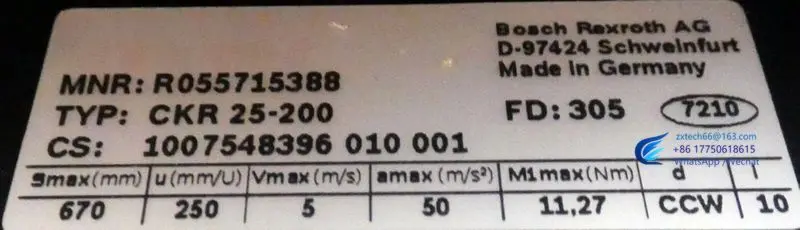 Bosch Rexroth AG
D-97424 Schweinfurt
Made in Germany
MNR: R055715388
TYP: CKR 25-200
FD: 305 7210
CS: 1007548396 010 001
zxtech66@163.com
+86 17750618615
WhatsApp / Wechat
Smax (mm) u (mm/U) Vmax (m/s) amax (m/s²) M1max (Nm) d i
670 250 5 50 11,27 CCW 10